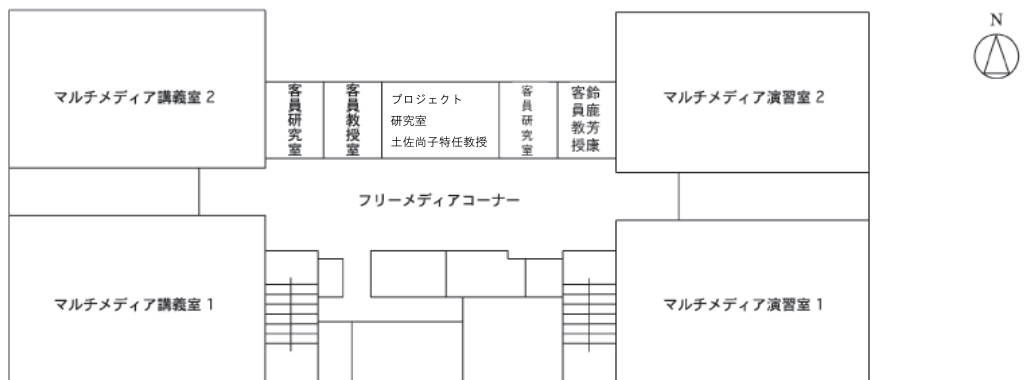 N
マルチメディア講義室 2
客員研究室
客員教授室
プロジェクト
研究室
土佐尚子特任教授
客員研究室
鈴鹿芳康
客員教授
マルチメディア演習室 2
フリーメディアコーナー
マルチメディア講義室 1
マルチメディア演習室 1